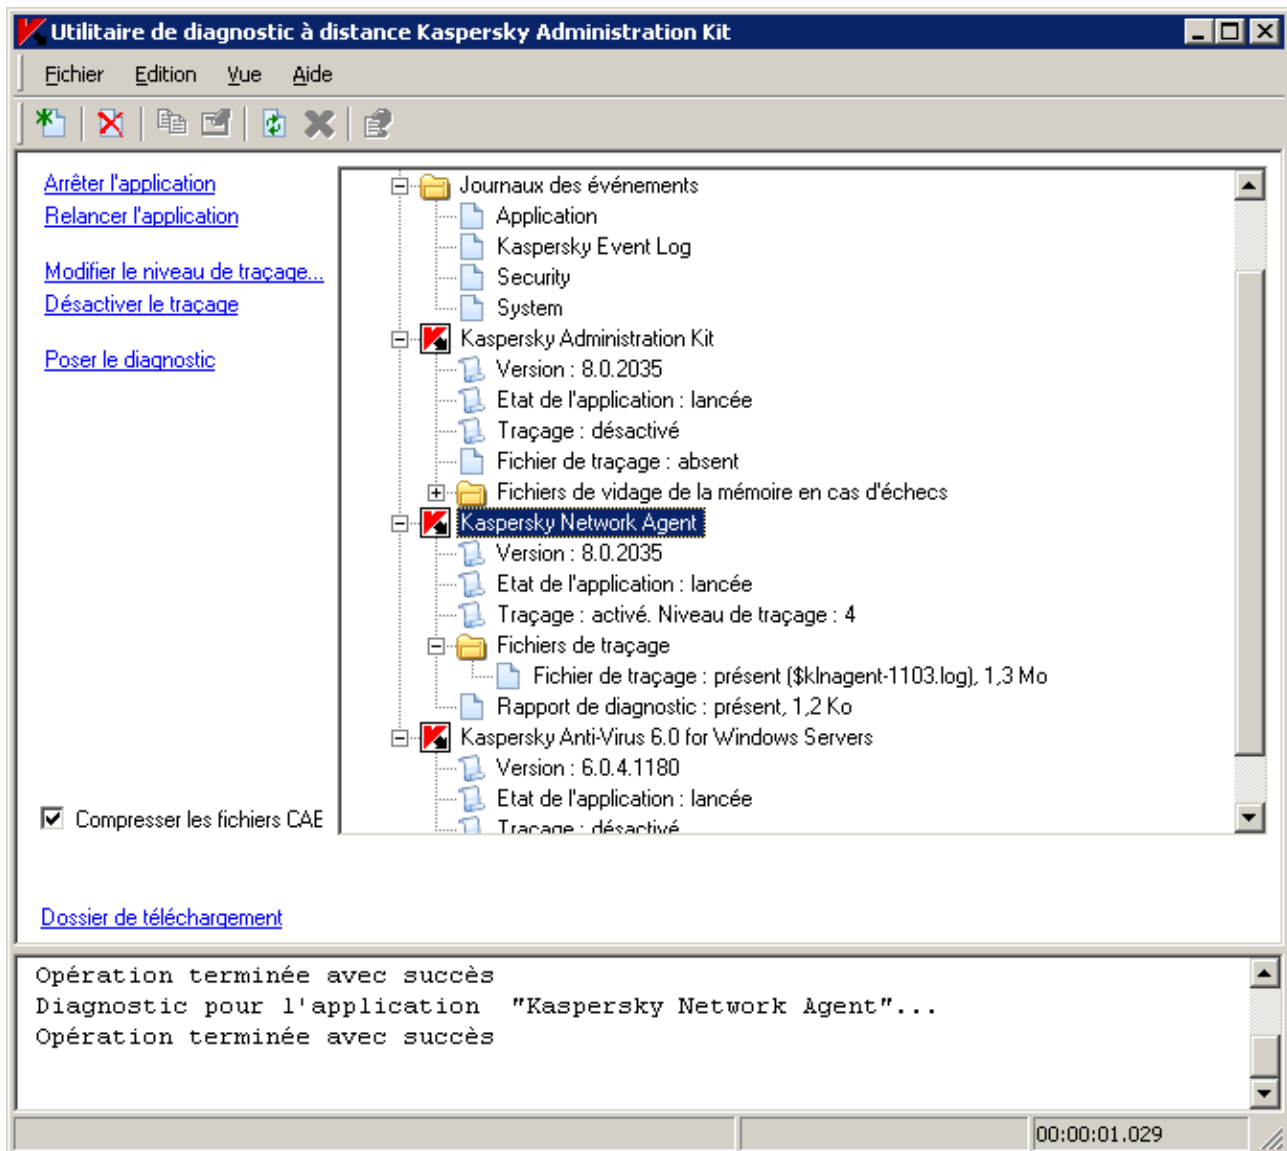 Utilitaire de diagnostic à distance Kaspersky Administration Kit
Fichier Edition Vue Aide
Arrêter l'application
Relancer l'application
Modifier le niveau de traçage...
Désactiver le traçage
Poser le diagnostic
Compresser les fichiers CAE
Dossier de téléchargement
Journaux des événements
Application
Kaspersky Event Log
Security
System
Kaspersky Administration Kit
Version : 8.0.2035
Etat de l'application : lancée
Traçage : désactivé
Fichier de traçage : absent
Fichiers de vidage de la mémoire en cas d'échecs
Kaspersky Network Agent
Version : 8.0.2035
Etat de l'application : lancée
Traçage : activé. Niveau de traçage : 4
Fichiers de traçage
Fichier de traçage : présent ($klnagent-1103.log), 1,3 Mo
Rapport de diagnostic : présent, 1,2 Ko
Kaspersky Anti-Virus 6.0 for Windows Servers
Version : 6.0.4.1180
Etat de l'application : lancée
Traçage : désactivé
Opération terminée avec succès
Diagnostic pour l'application "Kaspersky Network Agent"...
Opération terminée avec succès
00:00:01.029